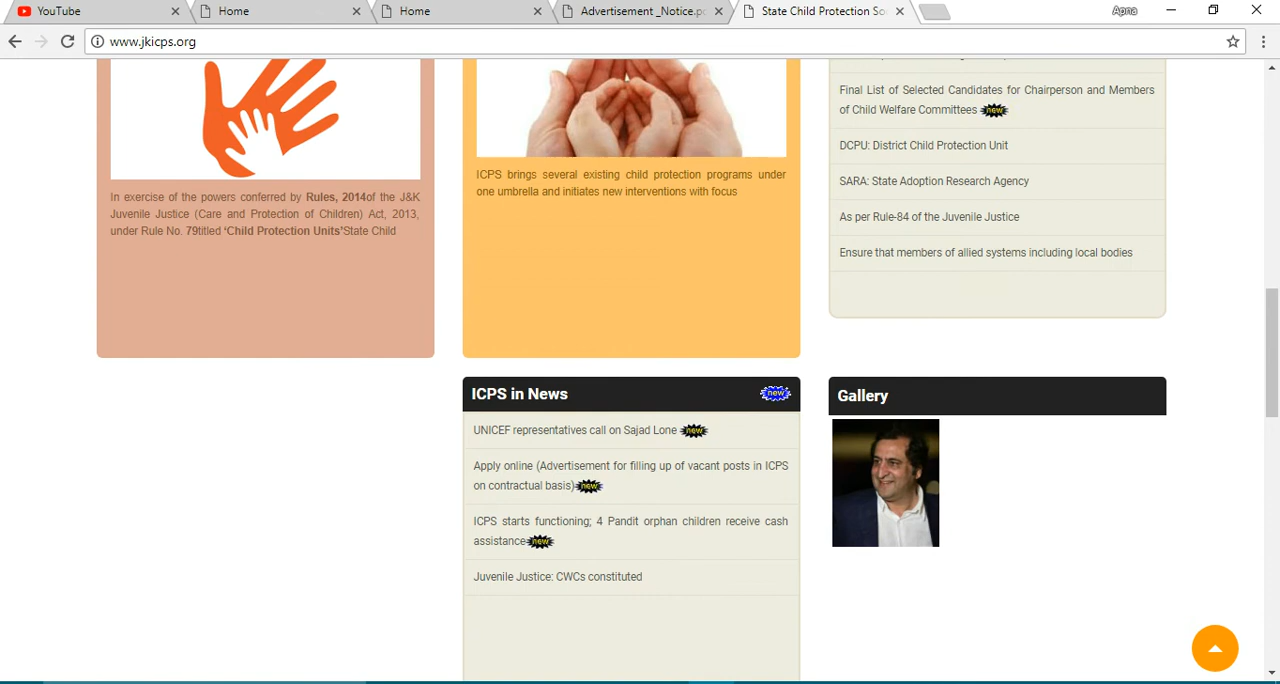 YouTube
Home
Home
Advertisement _Notice.p
State Child Protection So
Apna
www.jkicps.org
In exercise of the powers conferred by Rules, 2014of the J&K
Juvenile Justice (Care and Protection of Children) Act, 2013,
under Rule No. 79titled ‘Child Protection Units’State Child
ICPS brings several existing child protection programs under
one umbrella and initiates new interventions with focus
Final List of Selected Candidates for Chairperson and Members
of Child Welfare Committees new
DCPU: District Child Protection Unit
SARA: State Adoption Research Agency
As per Rule-84 of the Juvenile Justice
Ensure that members of allied systems including local bodies
ICPS in News new
UNICEF representatives call on Sajad Lone new
Apply online (Advertisement for filling up of vacant posts in ICPS
on contractual basis) new
ICPS starts functioning; 4 Pandit orphan children receive cash
assistance new
Juvenile Justice: CWCs constituted
Gallery